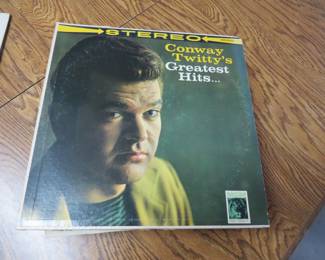 STEREO
Conway
Twitty's
Greatest
Hits...